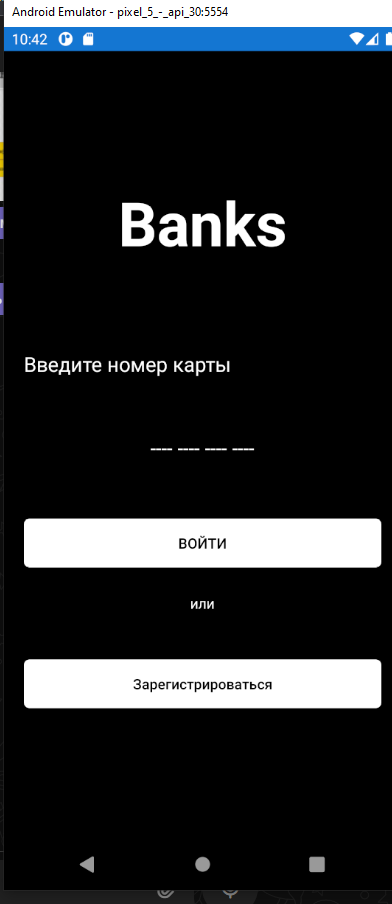 Android Emulator - pixel_5_-_api_30:5554
10:42
Banks
Введите номер карты
---- ---- ---- ----
ВОЙТИ
или
Зарегистрироваться